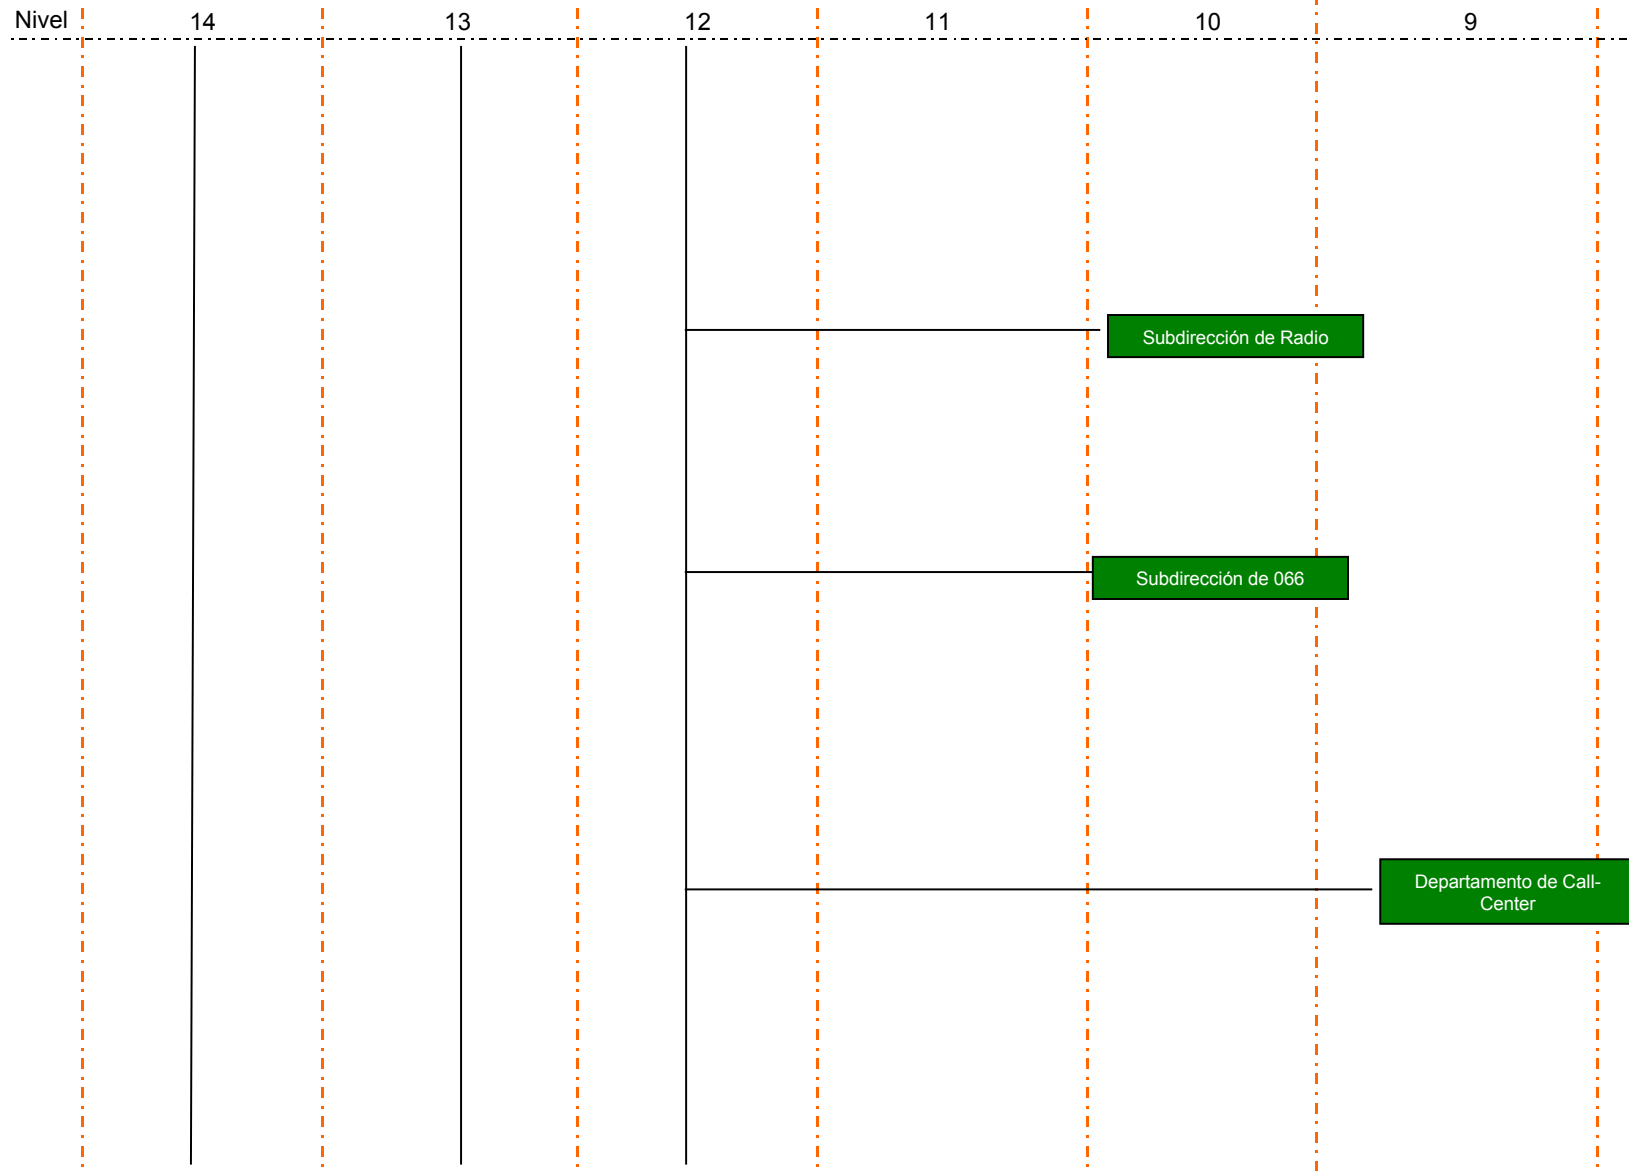 Nivel 14 13 12 11 10 9
Subdirección de Radio
Subdirección de 066
Departamento de Call-
Center